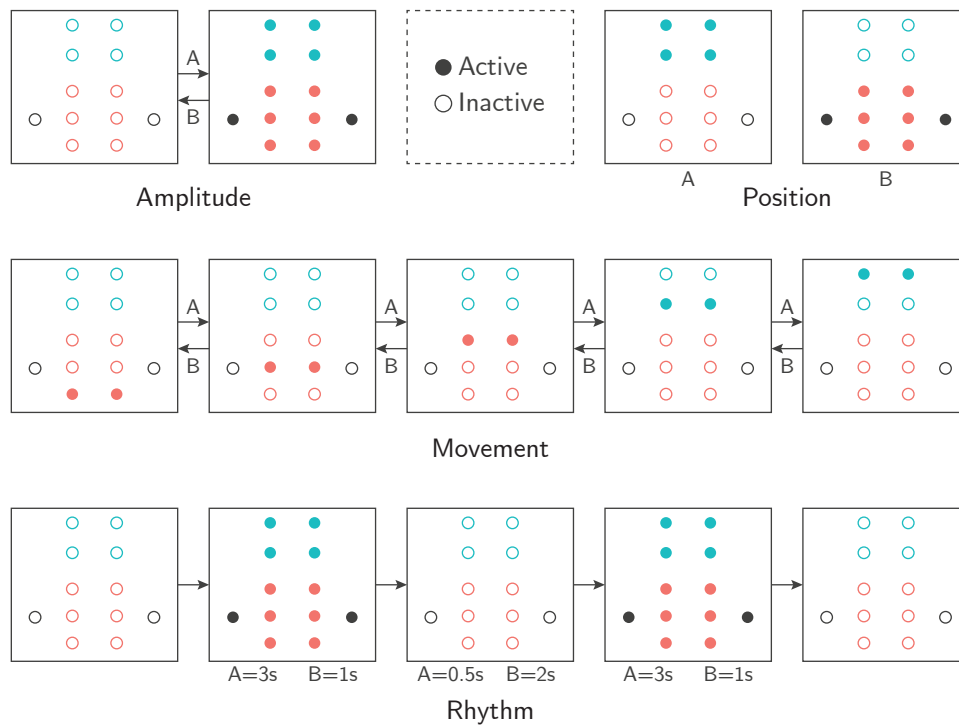 A
B
Active
Inactive
A
B
Amplitude
Position
A
A
A
A
B
B
B
B
Movement
A=3s
B=1s
A=0.5s
B=2s
A=3s
B=1s
Rhythm